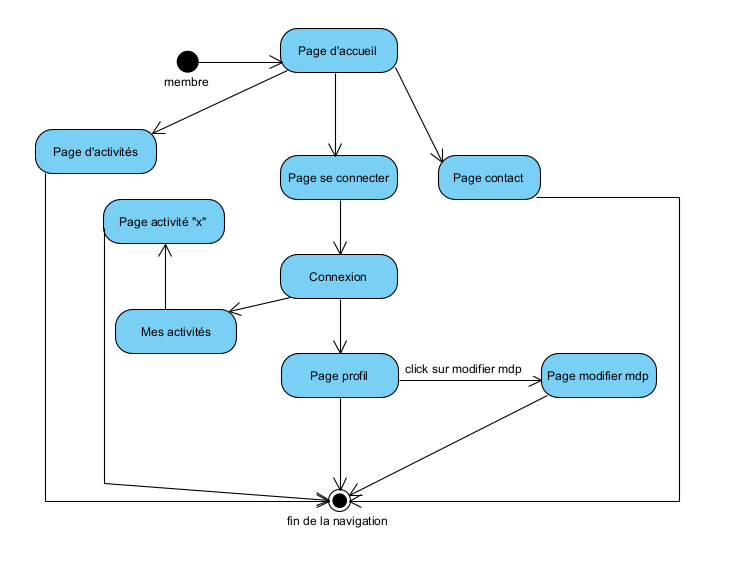 Page d'accueil
membre
Page d'activités
Page se connecter
Page contact
Page activité "x"
Connexion
Mes activités
Page profil
click sur modifier mdp
Page modifier mdp
fin de la navigation